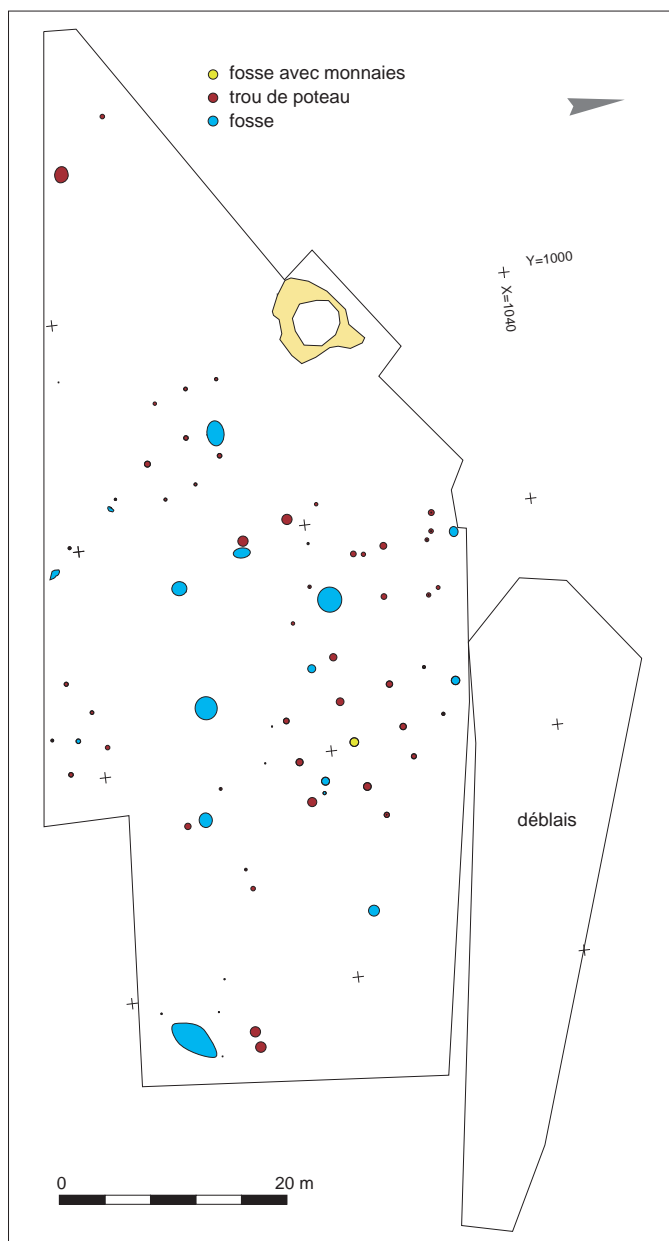 fosse avec monnaies
trou de poteau
fosse
Y=1000
X=1040
déblais
0 20 m